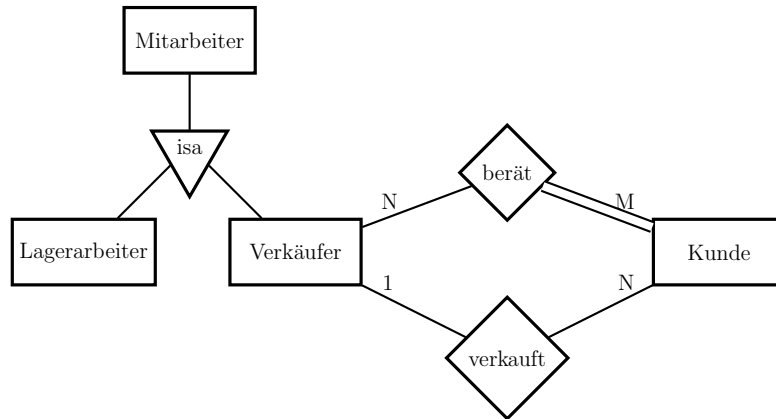 Mitarbeiter
isa
berät
N
M
Lagerarbeiter
Verkäufer
Kunde
1
N
verkauft